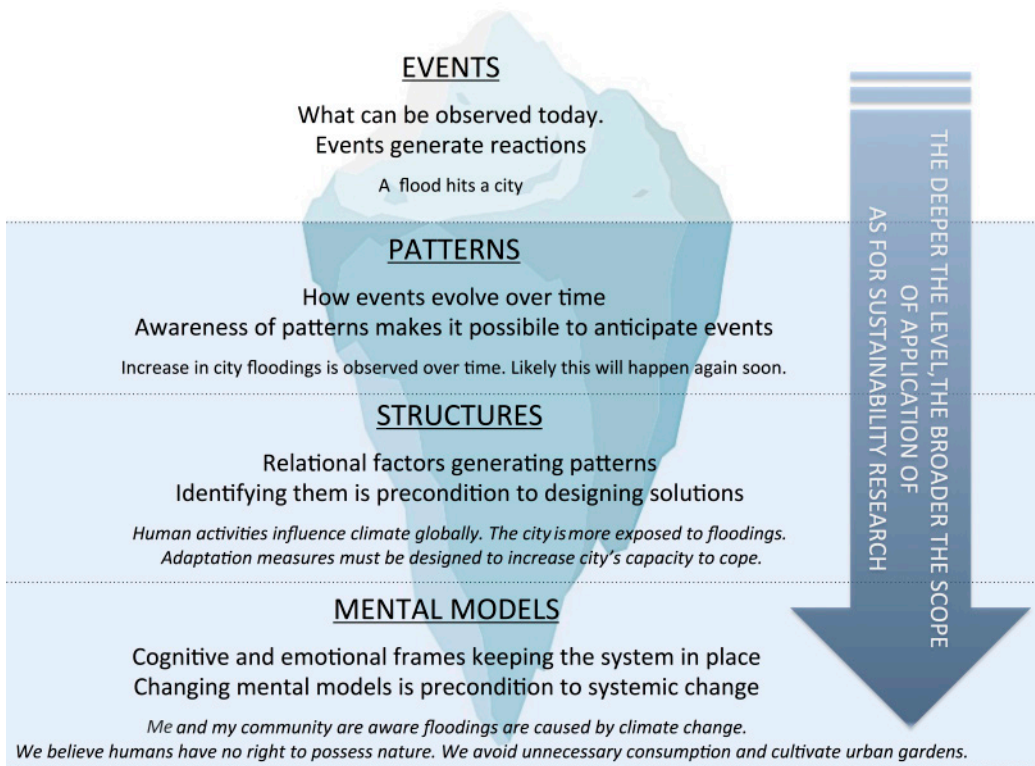 EVENTS
What can be observed today.
Events generate reactions
A flood hits a city
PATTERNS
How events evolve over time
Awareness of patterns makes it possibile to anticipate events
Increase in city floodings is observed over time. Likely this will happen again soon.
STRUCTURES
Relational factors generating patterns
Identifying them is precondition to designing solutions
Human activities influence climate globally. The city is more exposed to floodings.
Adaptation measures must be designed to increase city's capacity to cope.
MENTAL MODELS
Cognitive and emotional frames keeping the system in place
Changing mental models is precondition to systemic change
Me and my community are aware floodings are caused by climate change.
We believe humans have no right to possess nature. We avoid unnecessary consumption and cultivate urban gardens.
THE DEEPER THE LEVEL, THE BROADER THE SCOPE
OF APPLICATION OF
AS FOR SUSTAINABILITY RESEARCH